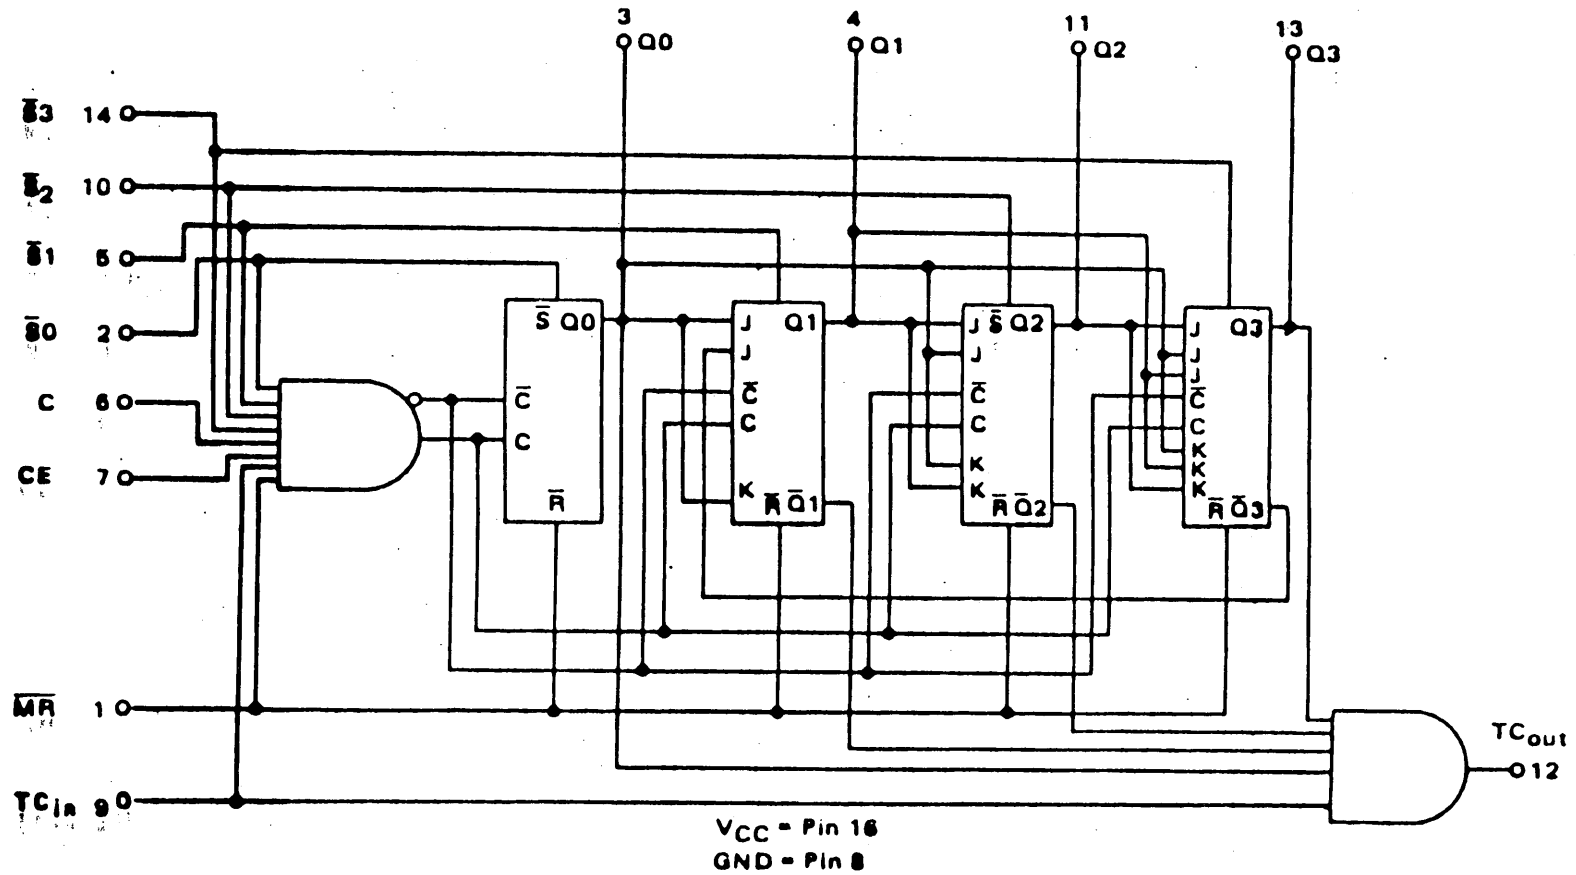 3
Q0
4
Q1
11
Q2
13
Q3
S̅3 14
S̅2 10
S̅1 5
S̅0 2
C 6
CE 7
M̅R̅ 1
TCin 9
S̅ Q0
C̅
C
R̅
J Q1
J
C̅
C
K
R̅ Q̅1
J S̅ Q2
J
C̅
C
K
K
R̅ Q̅2
J Q3
J
J
C̅
C
K
K
K
R̅ Q̅3
TCout
12
VCC = Pin 16
GND = Pin 8